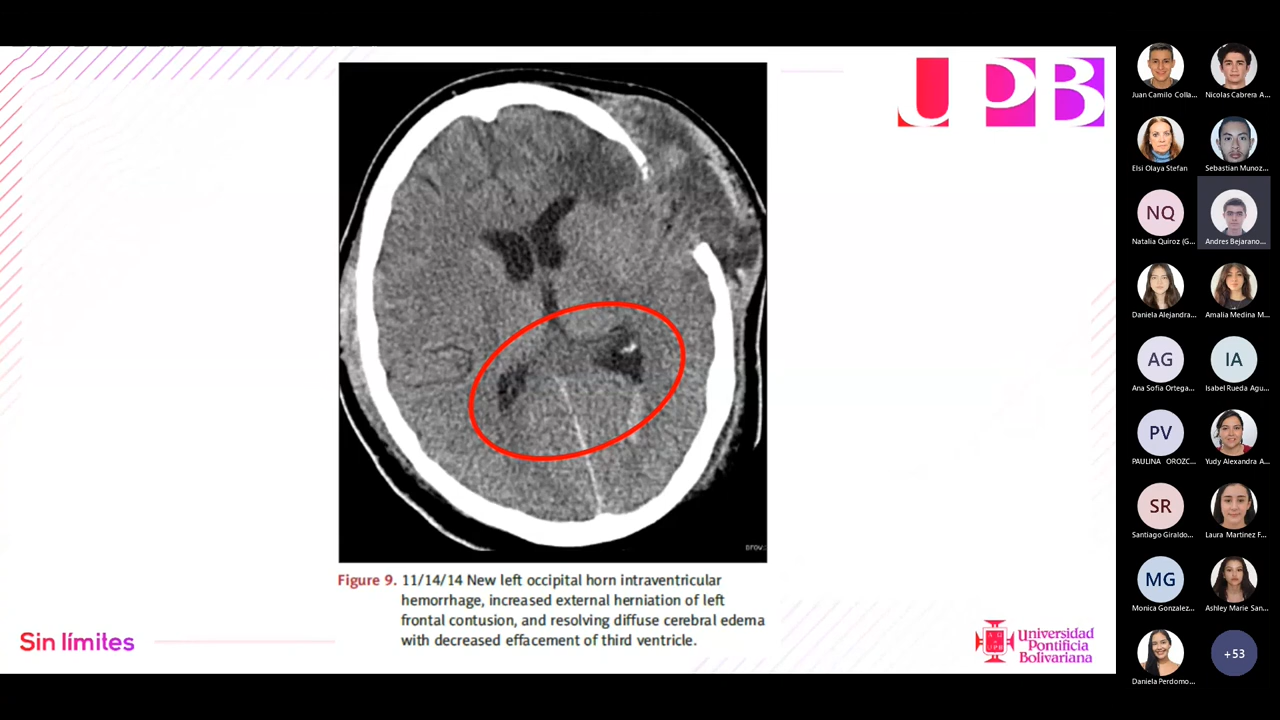 UPB
Figure 9. 11/14/14 New left occipital horn intraventricular
hemorrhage, increased external herniation of left
frontal contusion, and resolving diffuse cerebral edema
with decreased effacement of third ventricle.
Sin límites
Universidad
Pontificia
Bolivariana
Juan Camilo Colla...
Nicolas Cabrera A...
Elsi Olaya Stefan
Sebastian Munoz...
NQ
Natalia Quiroz (G...
Andres Bejarano...
Daniela Alejandra...
Amalia Medina M...
AG
Ana Sofia Ortega...
IA
Isabel Rueda Agu...
PV
PAULINA OROZC...
Yudy Alexandra A...
SR
Santiago Giraldo...
Laura Martinez F...
MG
Monica Gonzalez...
Ashley Marie San...
Daniela Perdomo...
+53